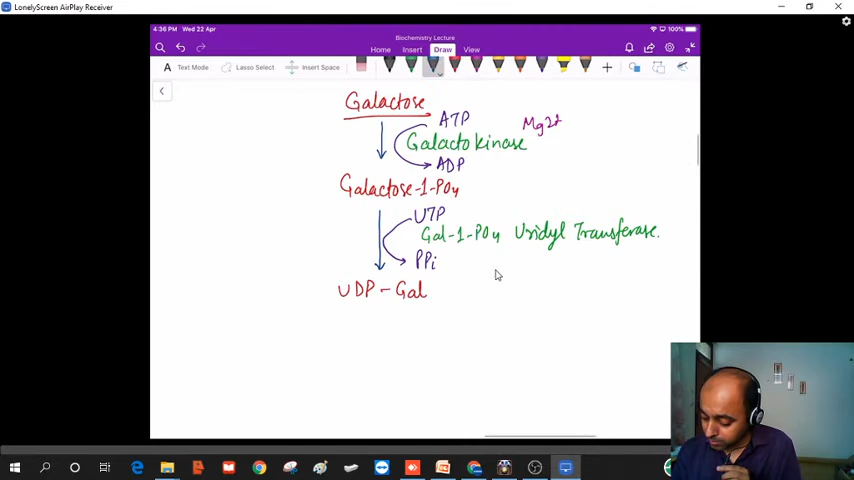 LonelyScreen AirPlay Receiver
4:36 PM Wed 22 Apr
100%
Biochemistry Lecture
Home Insert Draw View
Text Mode Lasso Select Insert Space
Galactose
ATP
Mg2+
Galactokinase
ADP
Galactose-1-PO4
UTP
Gal-1-PO4 Uridyl Transferase.
PPi
UDP-Gal